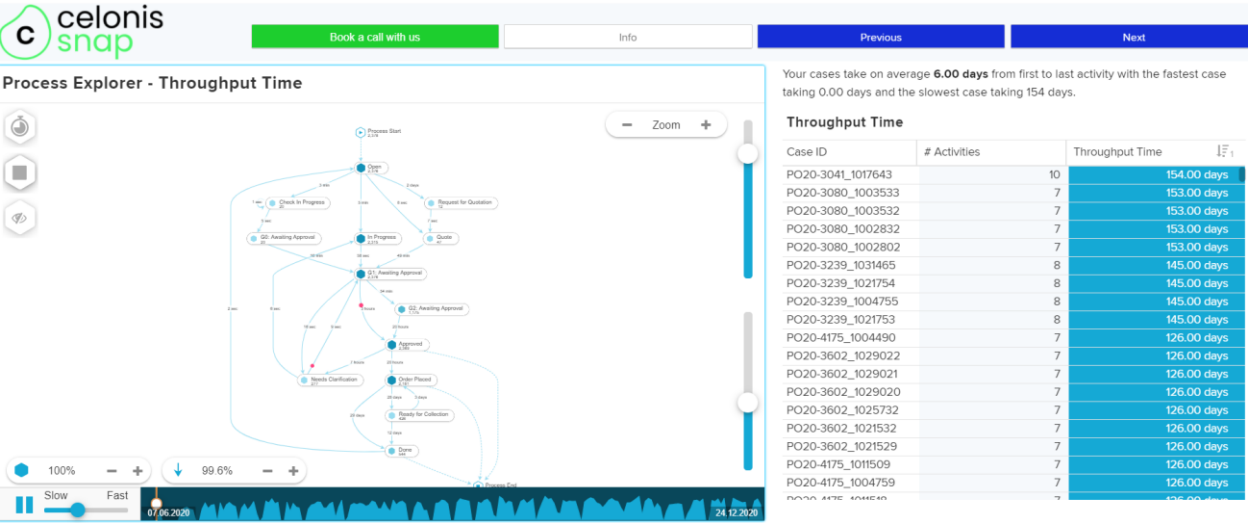 celonis
snap
Book a call with us
Info
Previous
Next
Process Explorer - Throughput Time
Zoom
Process Start
Open
Check In Progress
Request for Quotation
Q0: Awaiting Approval
In Progress
Quote
Q1: Awaiting Approval
Q2: Awaiting Approval
Approved
7 hours
Needs Clarification
Order Placed
Ready for Collection
Done
Process End
100%
99.6%
Slow
Fast
07.06.2020
24.12.2020
Your cases take on average 6.00 days from first to last activity with the fastest case
taking 0.00 days and the slowest case taking 154 days.
Throughput Time
Case ID # Activities Throughput Time
PO20-3041_1017643 10 154.00 days
PO20-3080_1003533 7 153.00 days
PO20-3080_1003532 7 153.00 days
PO20-3080_1002832 7 153.00 days
PO20-3080_1002802 7 153.00 days
PO20-3239_1031465 8 145.00 days
PO20-3239_1021754 8 145.00 days
PO20-3239_1004755 8 145.00 days
PO20-3239_1021753 8 145.00 days
PO20-4175_1004490 7 126.00 days
PO20-3602_1029022 7 126.00 days
PO20-3602_1029021 7 126.00 days
PO20-3602_1029020 7 126.00 days
PO20-3602_1025732 7 126.00 days
PO20-3602_1021532 7 126.00 days
PO20-3602_1021529 7 126.00 days
PO20-4175_1011509 7 126.00 days
PO20-4175_1004759 7 126.00 days